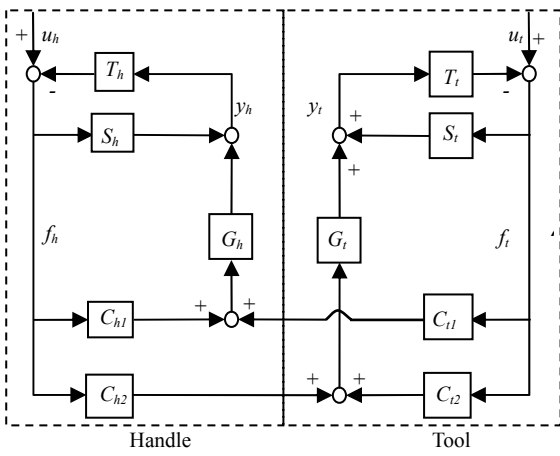 + u_h
u_t +
T_h
T_t
-
-
y_h
y_t
+
S_h
S_t
+
f_h
G_h
G_t
f_t
C_h1
+
+
C_t1
C_h2
+
+
C_t2
Handle
Tool